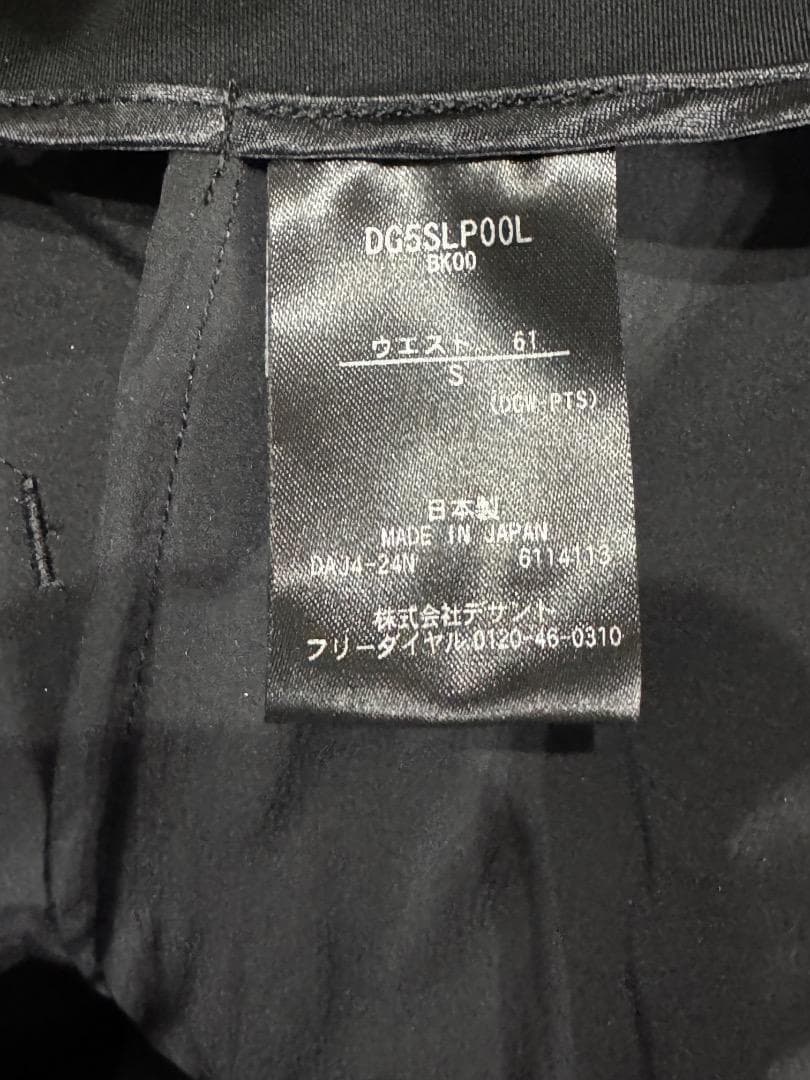 DG5SLP00L
BK00
ウエスト 61
S
(DGW-PTS)
日本製
MADE IN JAPAN
DAJ4-24N 6114113
株式会社デサント
フリーダイヤル.0120-46-0310